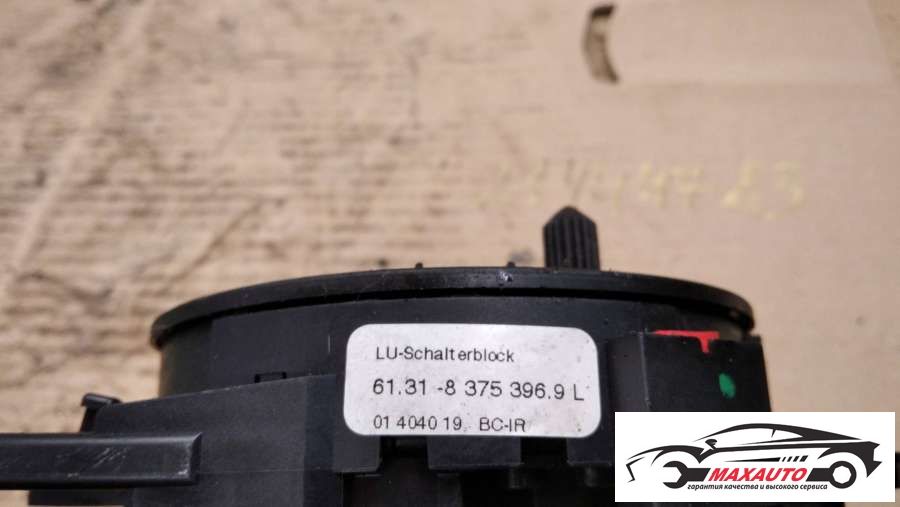 LU-Schalterblock
61.31 -8 375 396.9 L
01 4040 19 BC-IR
MAXAUTO
гарантия качества и высокого сервиса